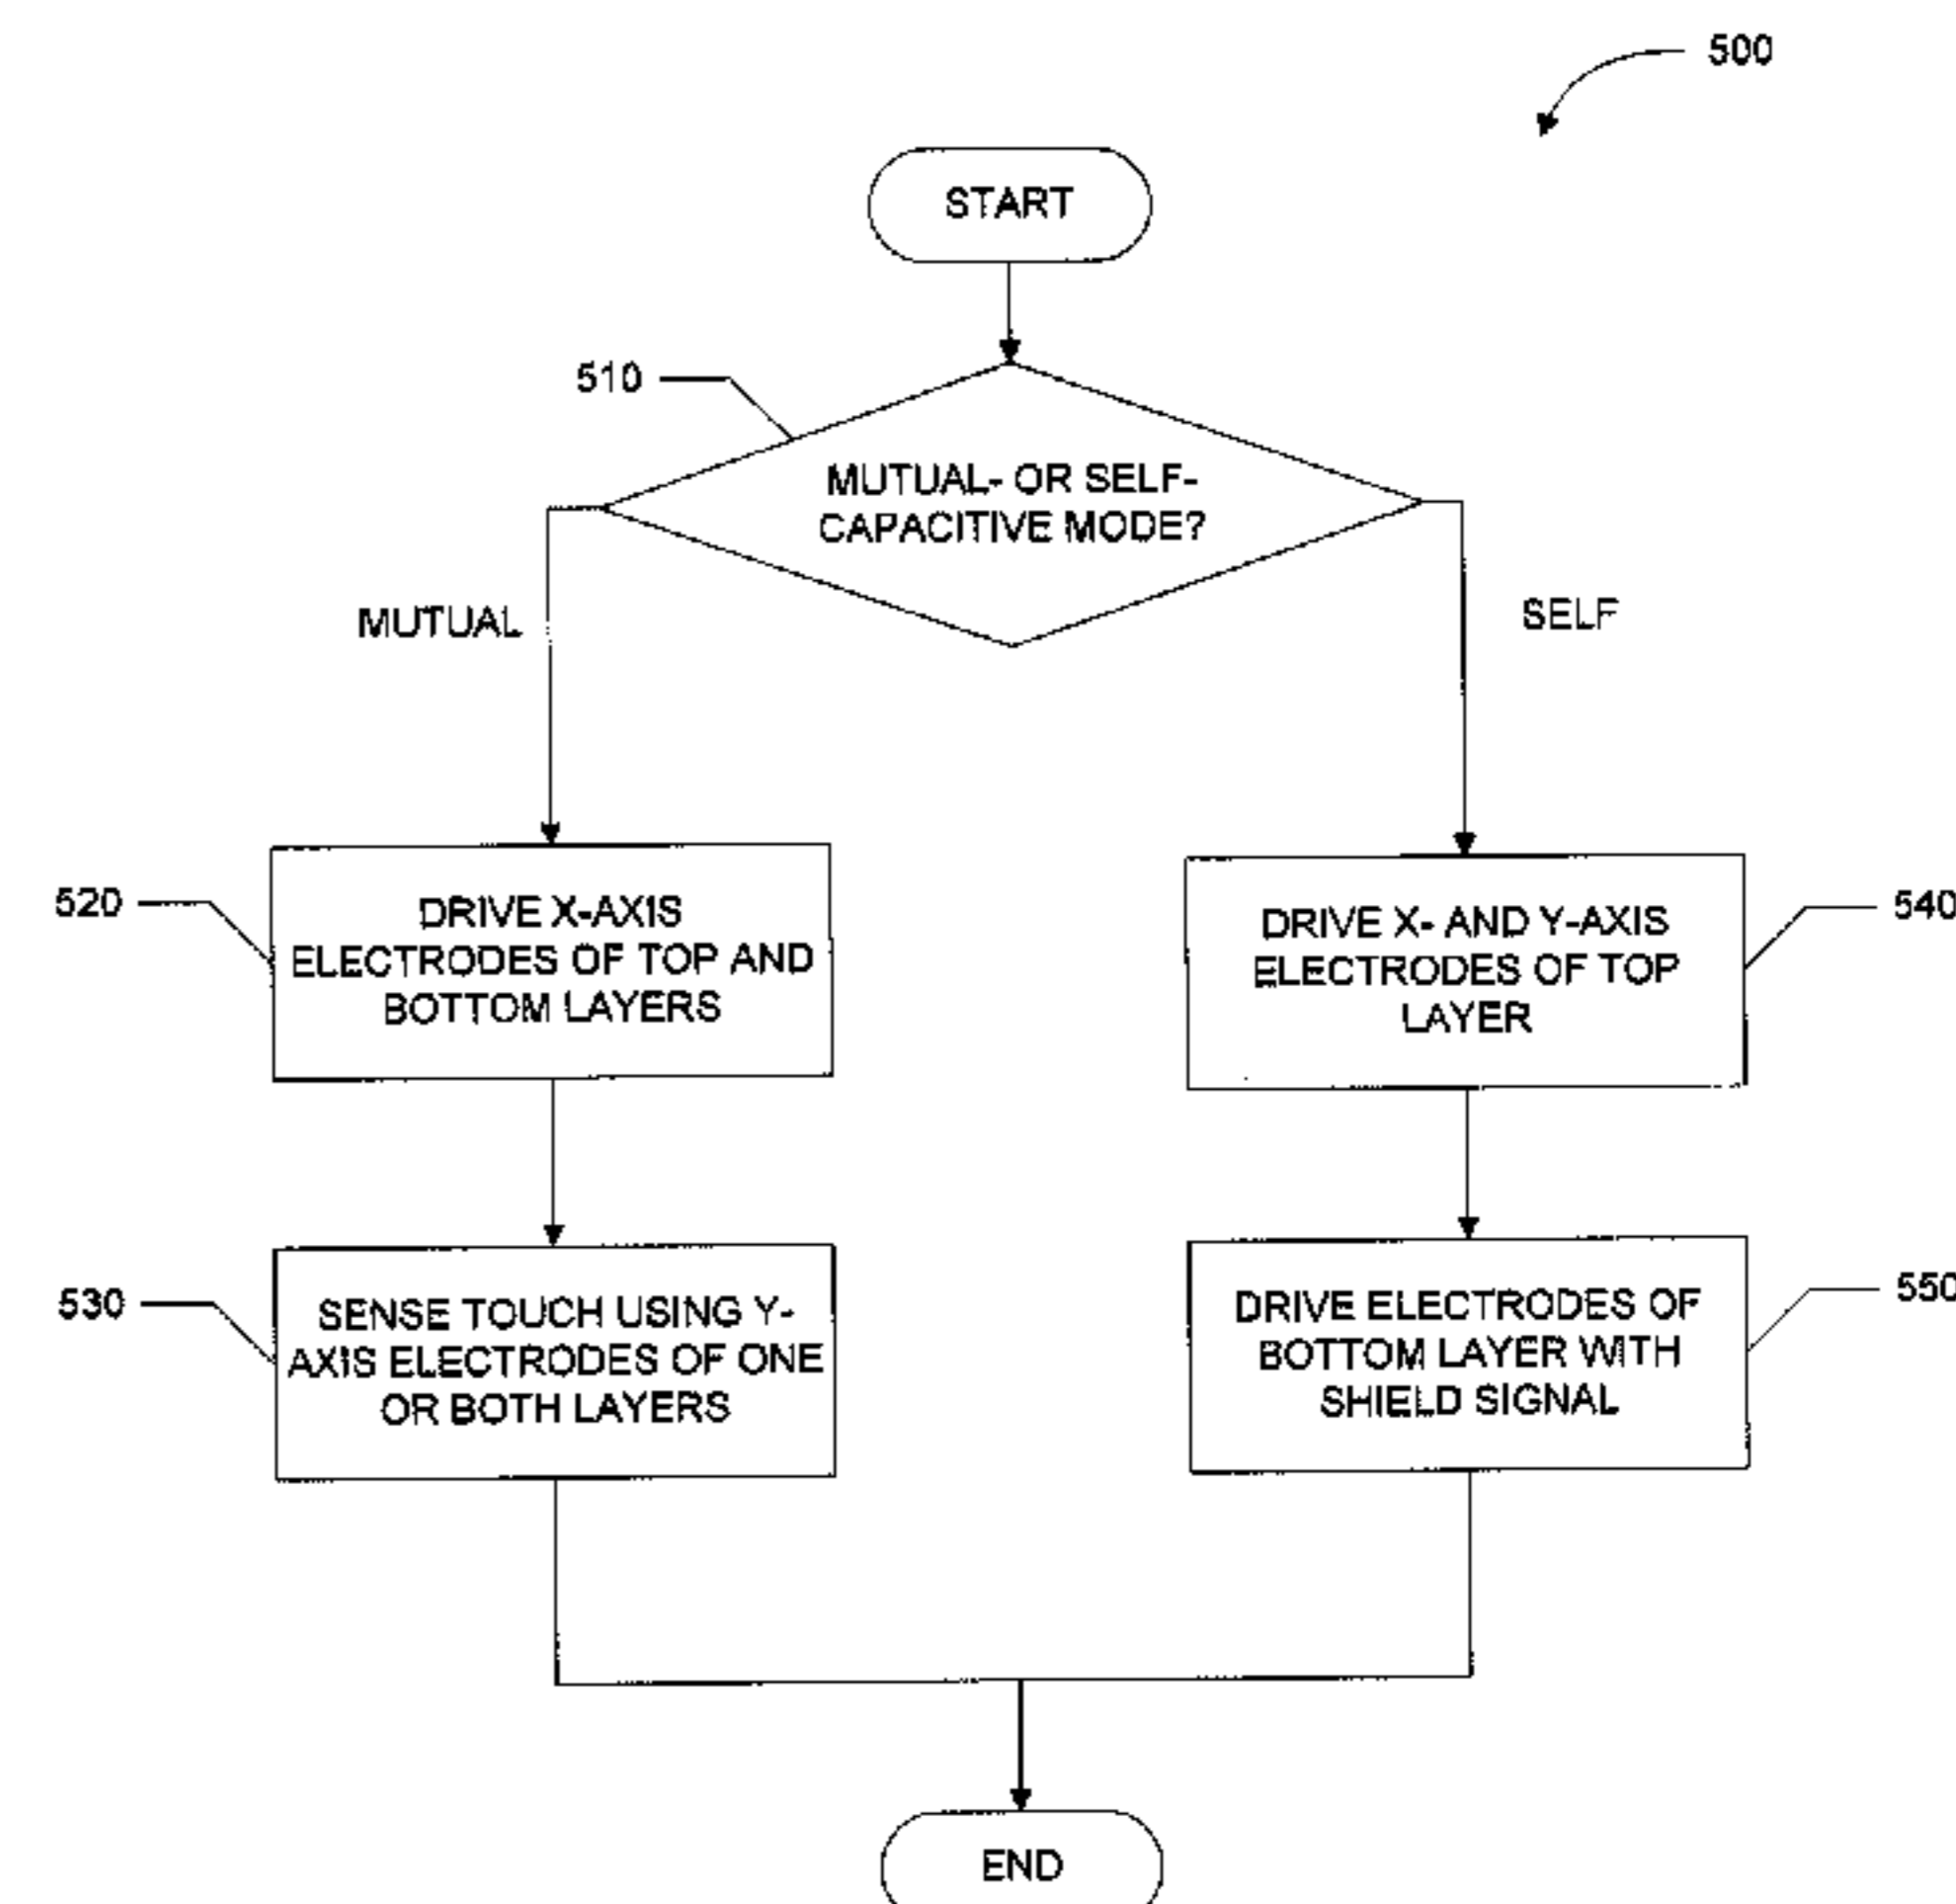 500
START
510
MUTUAL- OR SELF-
CAPACITIVE MODE?
MUTUAL
SELF
520
DRIVE X-AXIS
ELECTRODES OF TOP AND
BOTTOM LAYERS
DRIVE X- AND Y-AXIS
ELECTRODES OF TOP
LAYER
540
530
SENSE TOUCH USING Y-
AXIS ELECTRODES OF ONE
OR BOTH LAYERS
DRIVE ELECTRODES OF
BOTTOM LAYER WITH
SHIELD SIGNAL
550
END